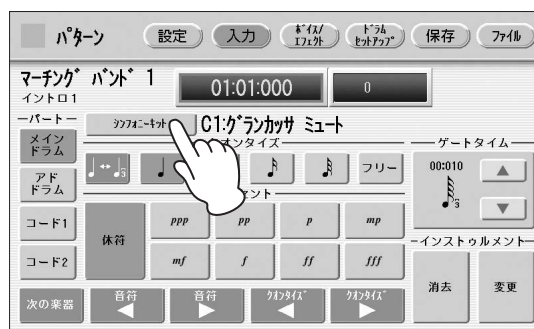 パターン 設定 入力 ボイス/エフェクト ドラムセットアップ 保存 ファイル
マーチングバンド 1
イントロ1
01:01:000 0
パート
シンフォニーキット C1:グランカッサ ミュート
メインドラム
アドドラム
コード1
コード2
次の楽器
3 フリー
休符 ppp pp p mp
mf f ff fff
音符 音符 クオンタイズ クオンタイズ
ゲートタイム
00:010
3
インストゥルメント
消去 変更